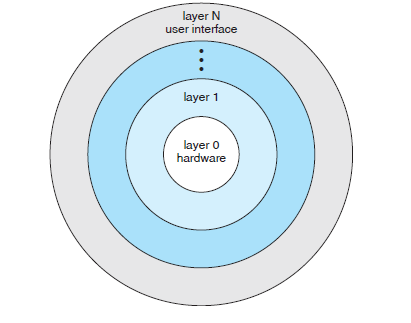 layer N
user interface
layer 1
layer 0
hardware